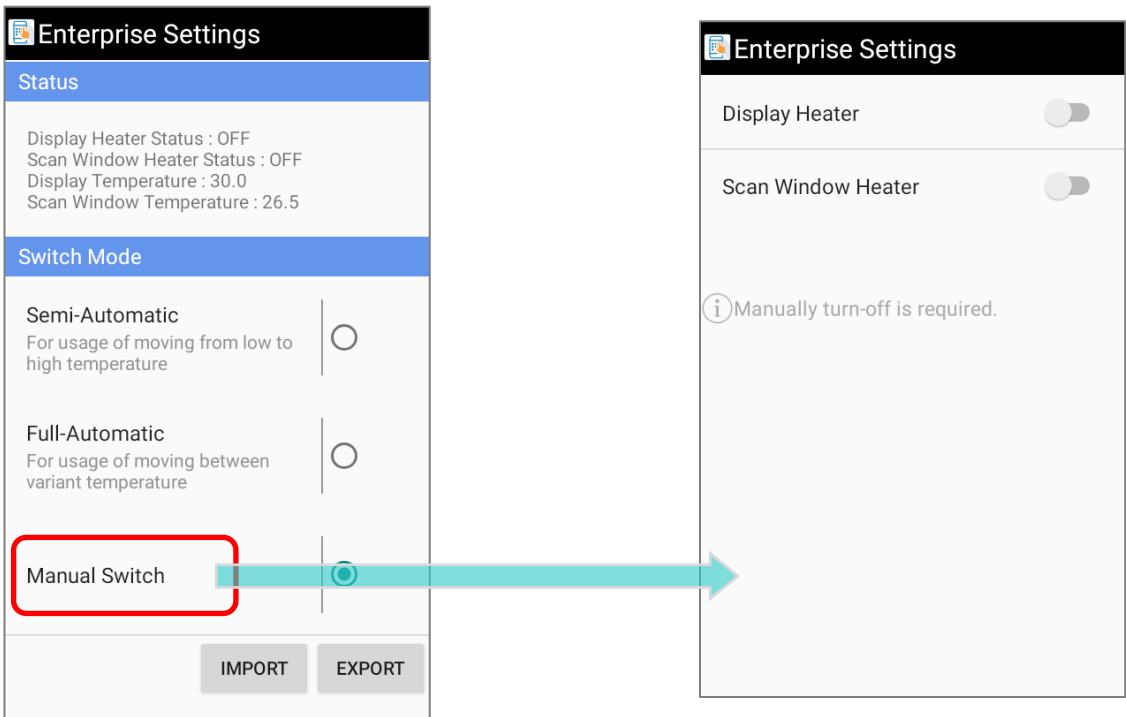 Enterprise Settings
Status
Display Heater Status : OFF
Scan Window Heater Status : OFF
Display Temperature : 30.0
Scan Window Temperature : 26.5
Switch Mode
Semi-Automatic
For usage of moving from low to
high temperature
Full-Automatic
For usage of moving between
variant temperature
Manual Switch
IMPORT
EXPORT
Enterprise Settings
Display Heater
Scan Window Heater
Manually turn-off is required.